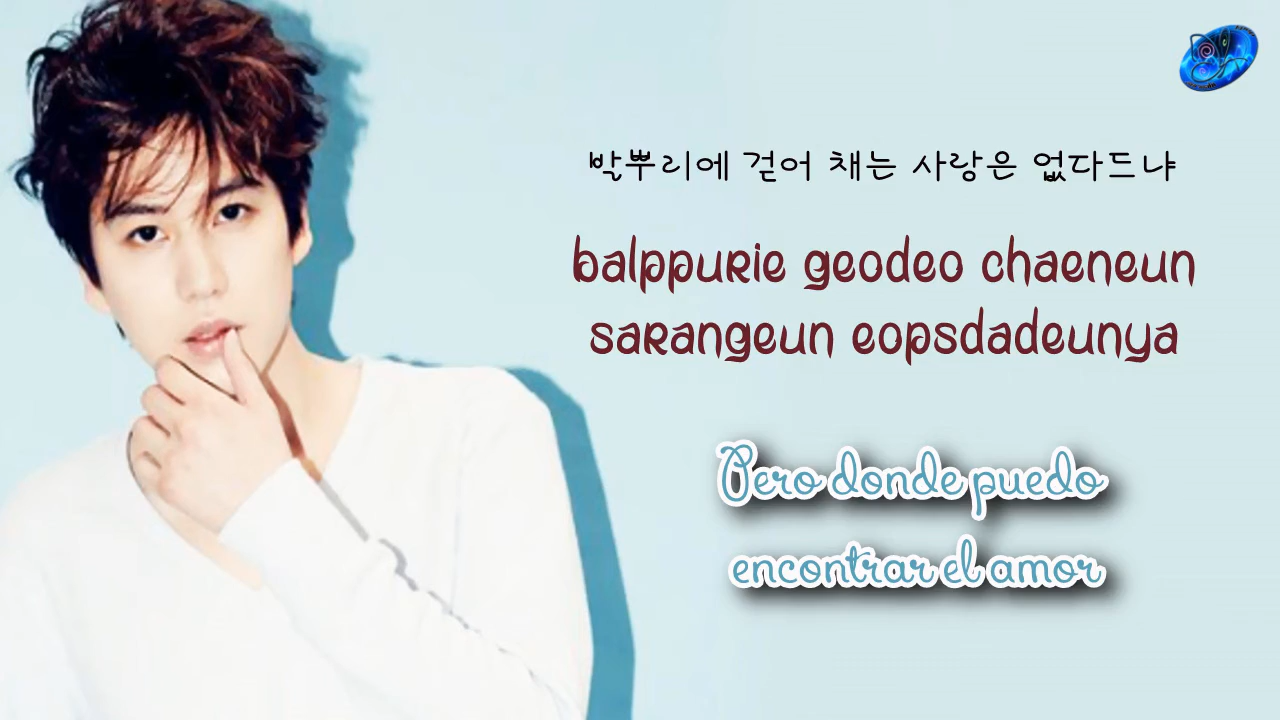 발뿌리에 걷어 채는 사랑은 없다드냐
balppurie geodeo chaeneun
sarangeun eopsdadeunya
Pero donde puedo
encontrar el amor